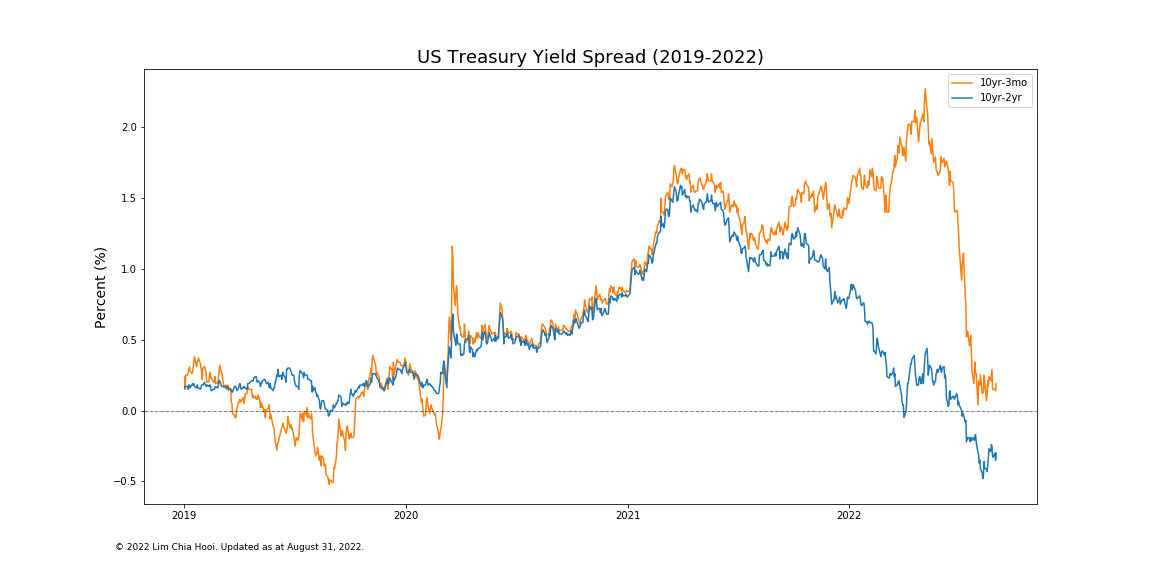 US Treasury Yield Spread (2019-2022)
10yr-3mo
10yr-2yr
Percent (%)
2.0
1.5
1.0
0.5
0.0
−0.5
2019
2020
2021
2022
© 2022 Lim Chia Hooi. Updated as at August 31, 2022.